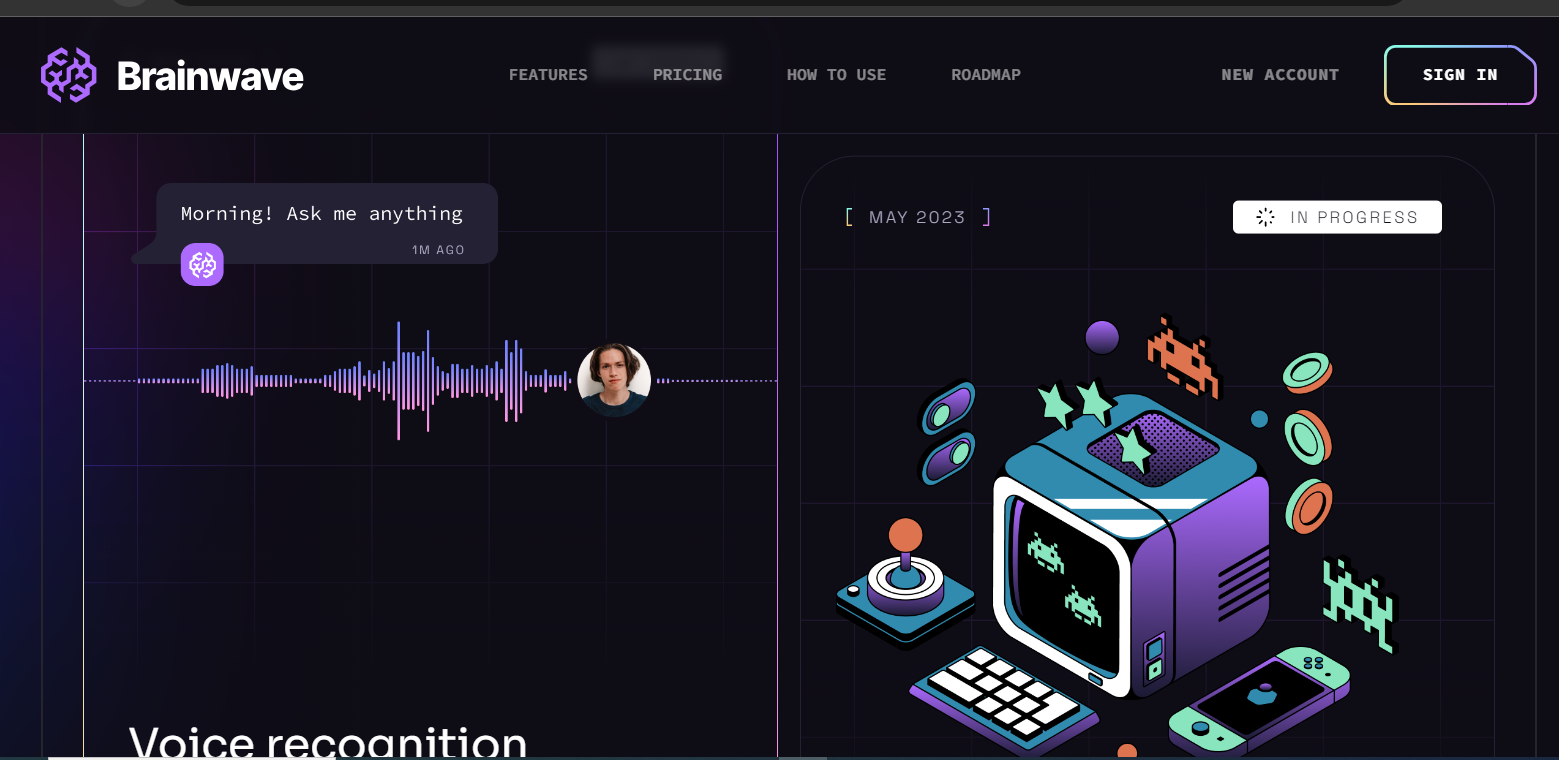 Brainwave
FEATURES
PRICING
HOW TO USE
ROADMAP
NEW ACCOUNT
SIGN IN
Morning! Ask me anything
1M AGO
[ MAY 2023 ]
IN PROGRESS
Voice recognition